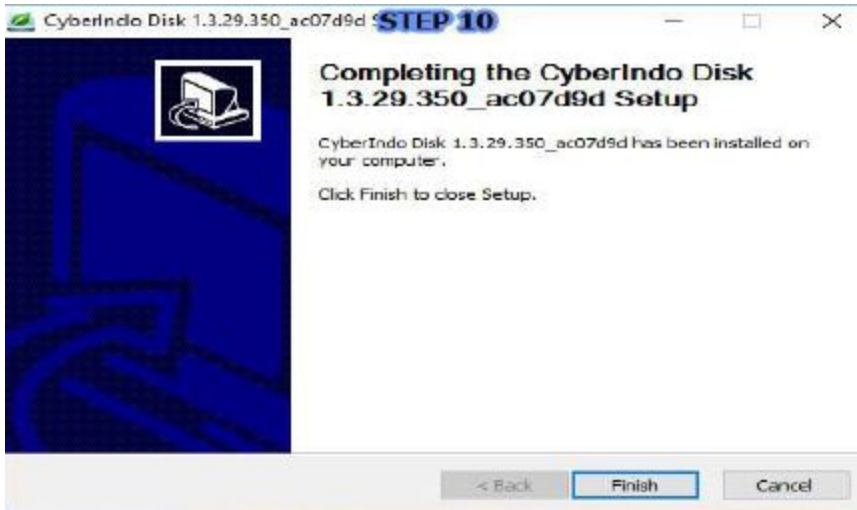 CyberIndo Disk 1.3.29.350_ac07d9d STEP 10
Completing the CyberIndo Disk
1.3.29.350_ac07d9d Setup
CyberIndo Disk 1.3.29.350_ac07d9d has been installed on
your computer.
Click Finish to close Setup.
< Back Finish Cancel